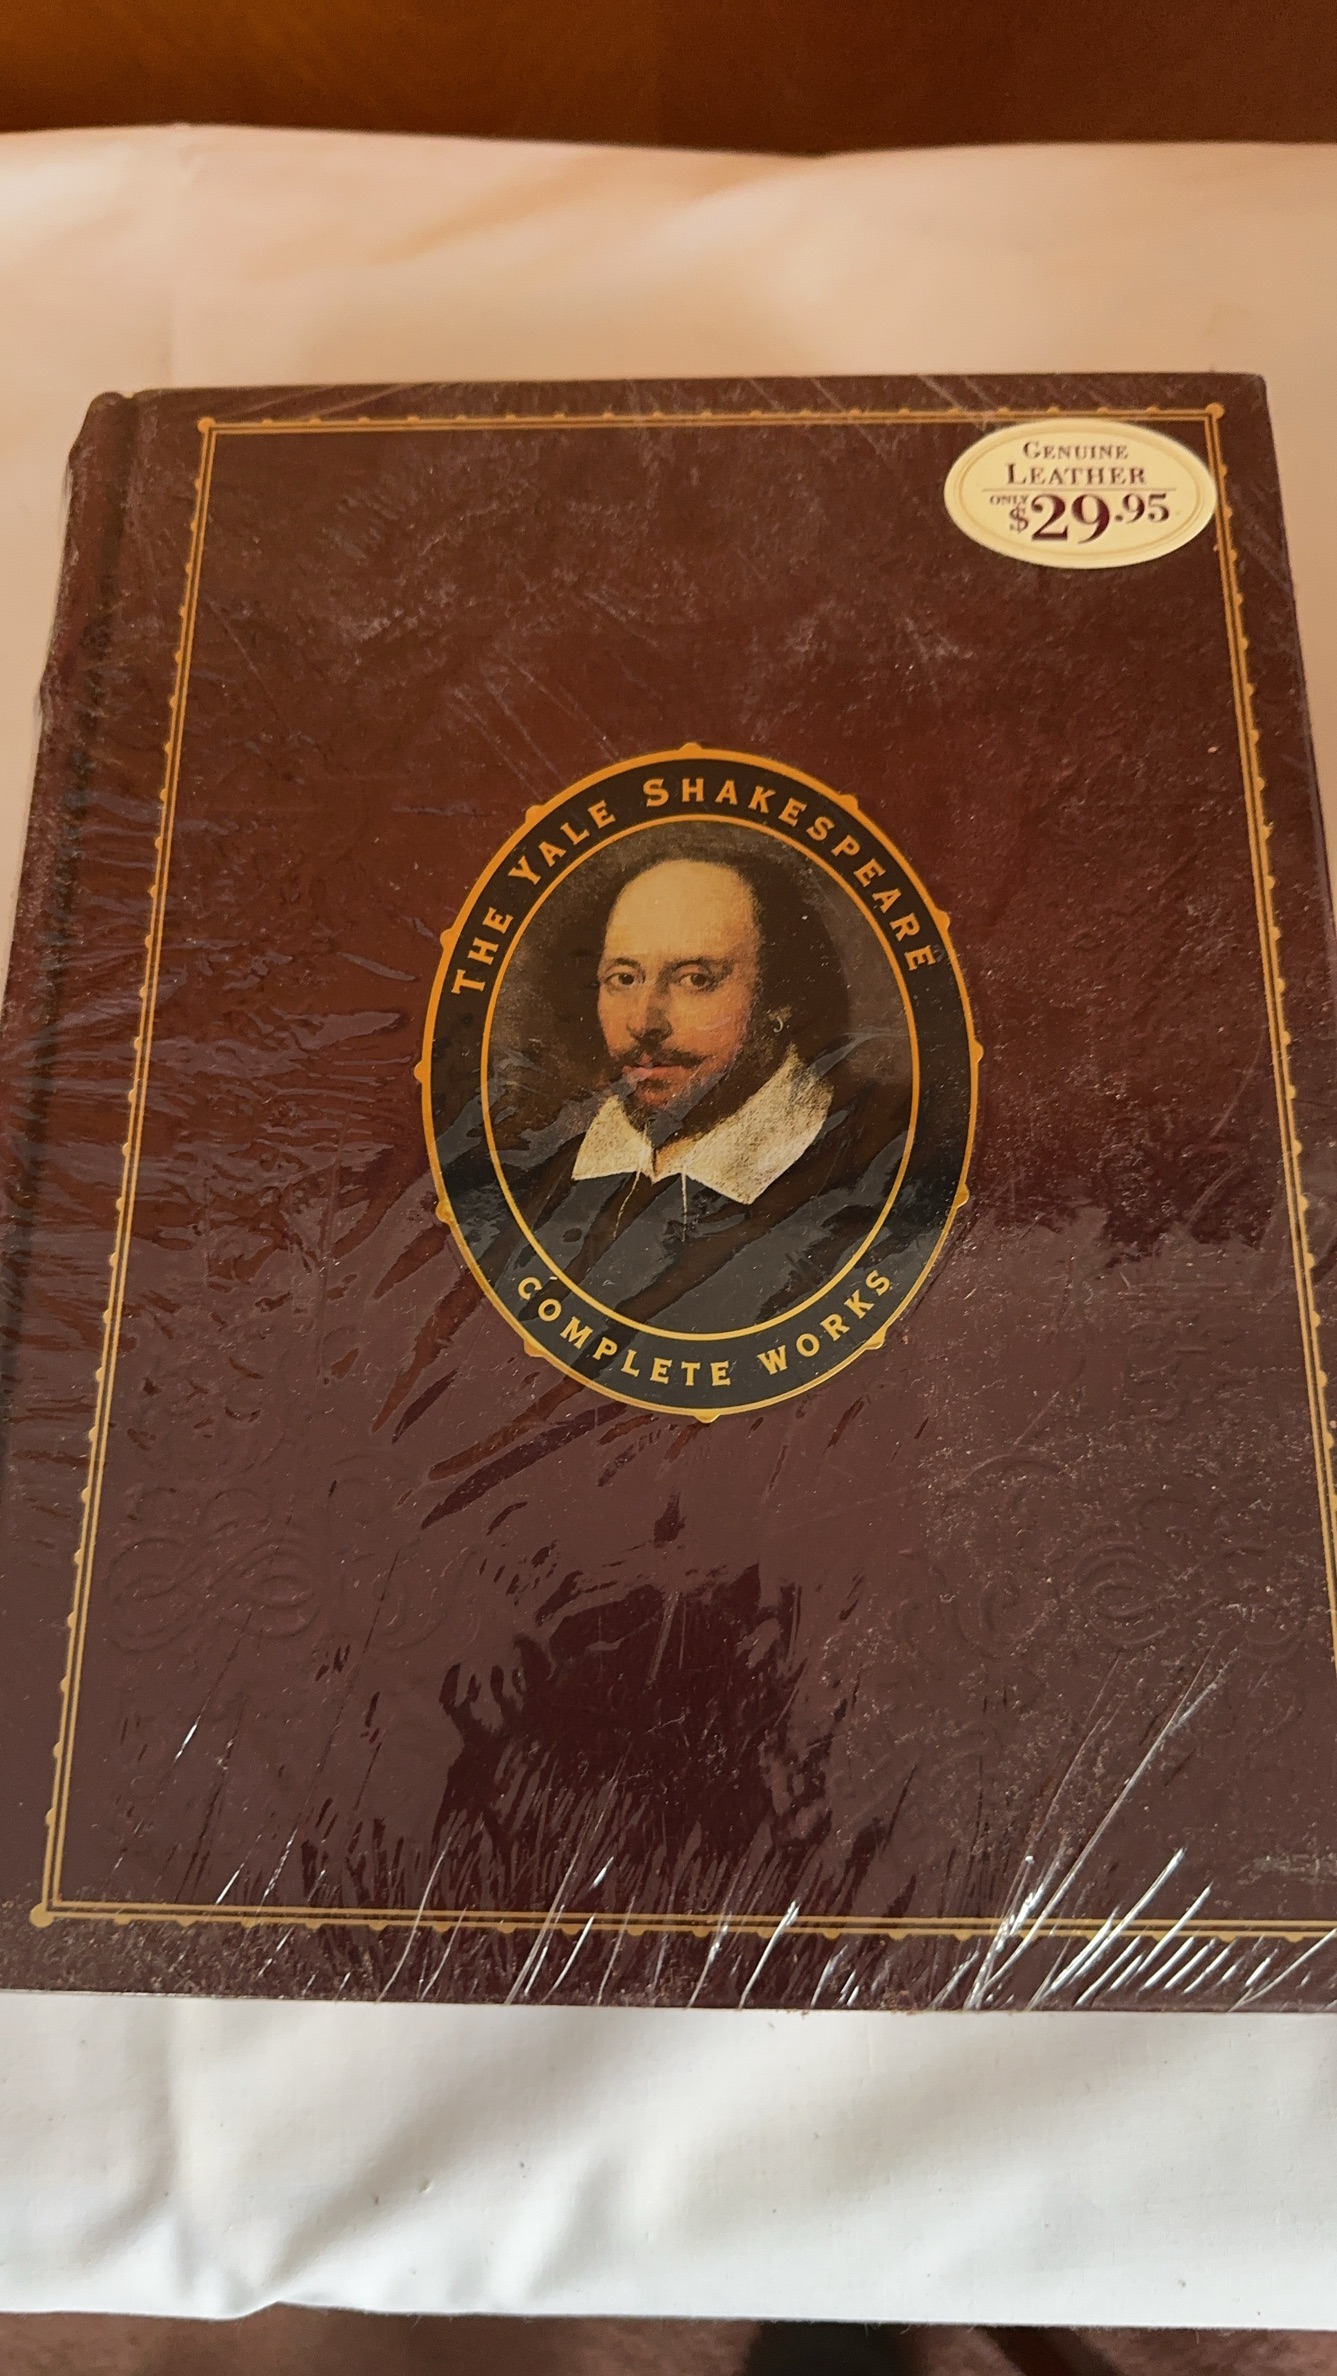 GENUINE
LEATHER
ONLY
$29.95
THE YALE SHAKESPEARE
COMPLETE WORKS